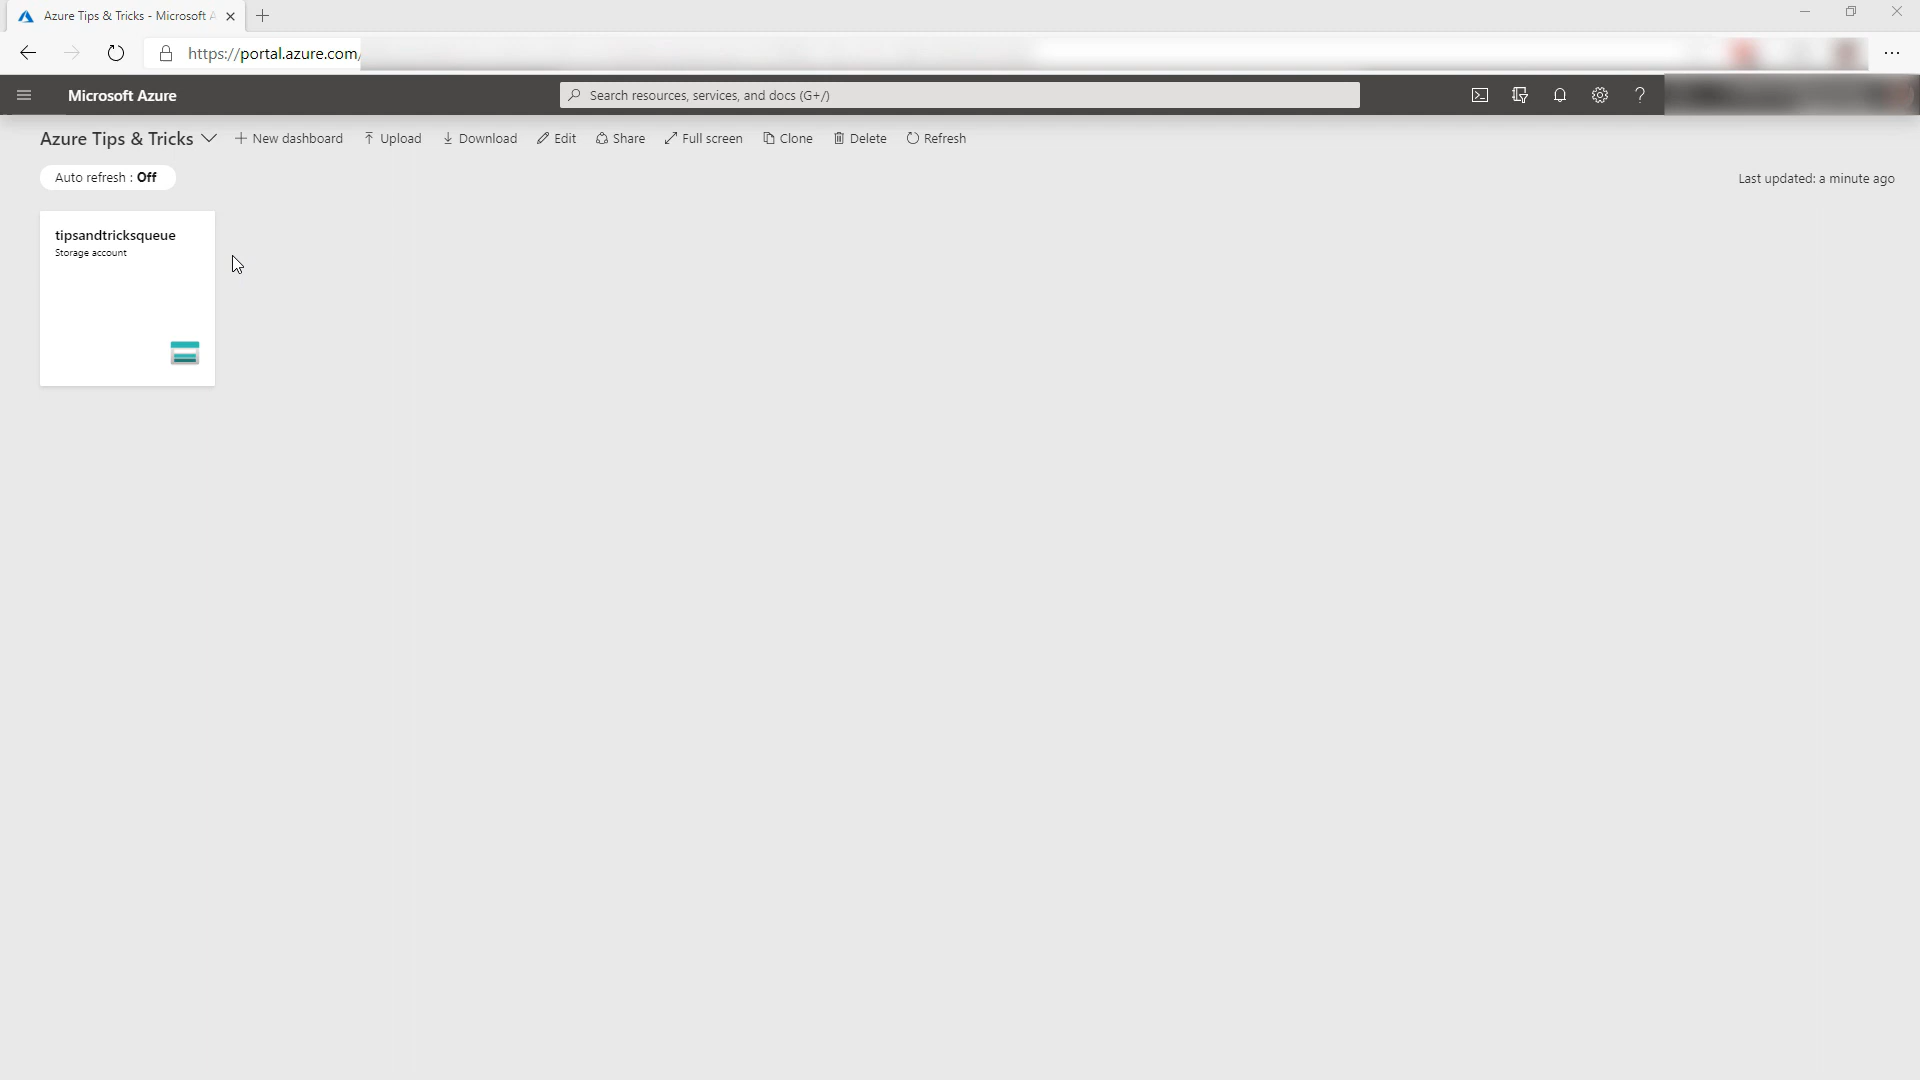 Azure Tips & Tricks - Microsoft A
https://portal.azure.com/
Microsoft Azure
Search resources, services, and docs (G+/)
Azure Tips & Tricks
New dashboard
Upload
Download
Edit
Share
Full screen
Clone
Delete
Refresh
Auto refresh : Off
Last updated: a minute ago
tipsandtricksqueue
Storage account